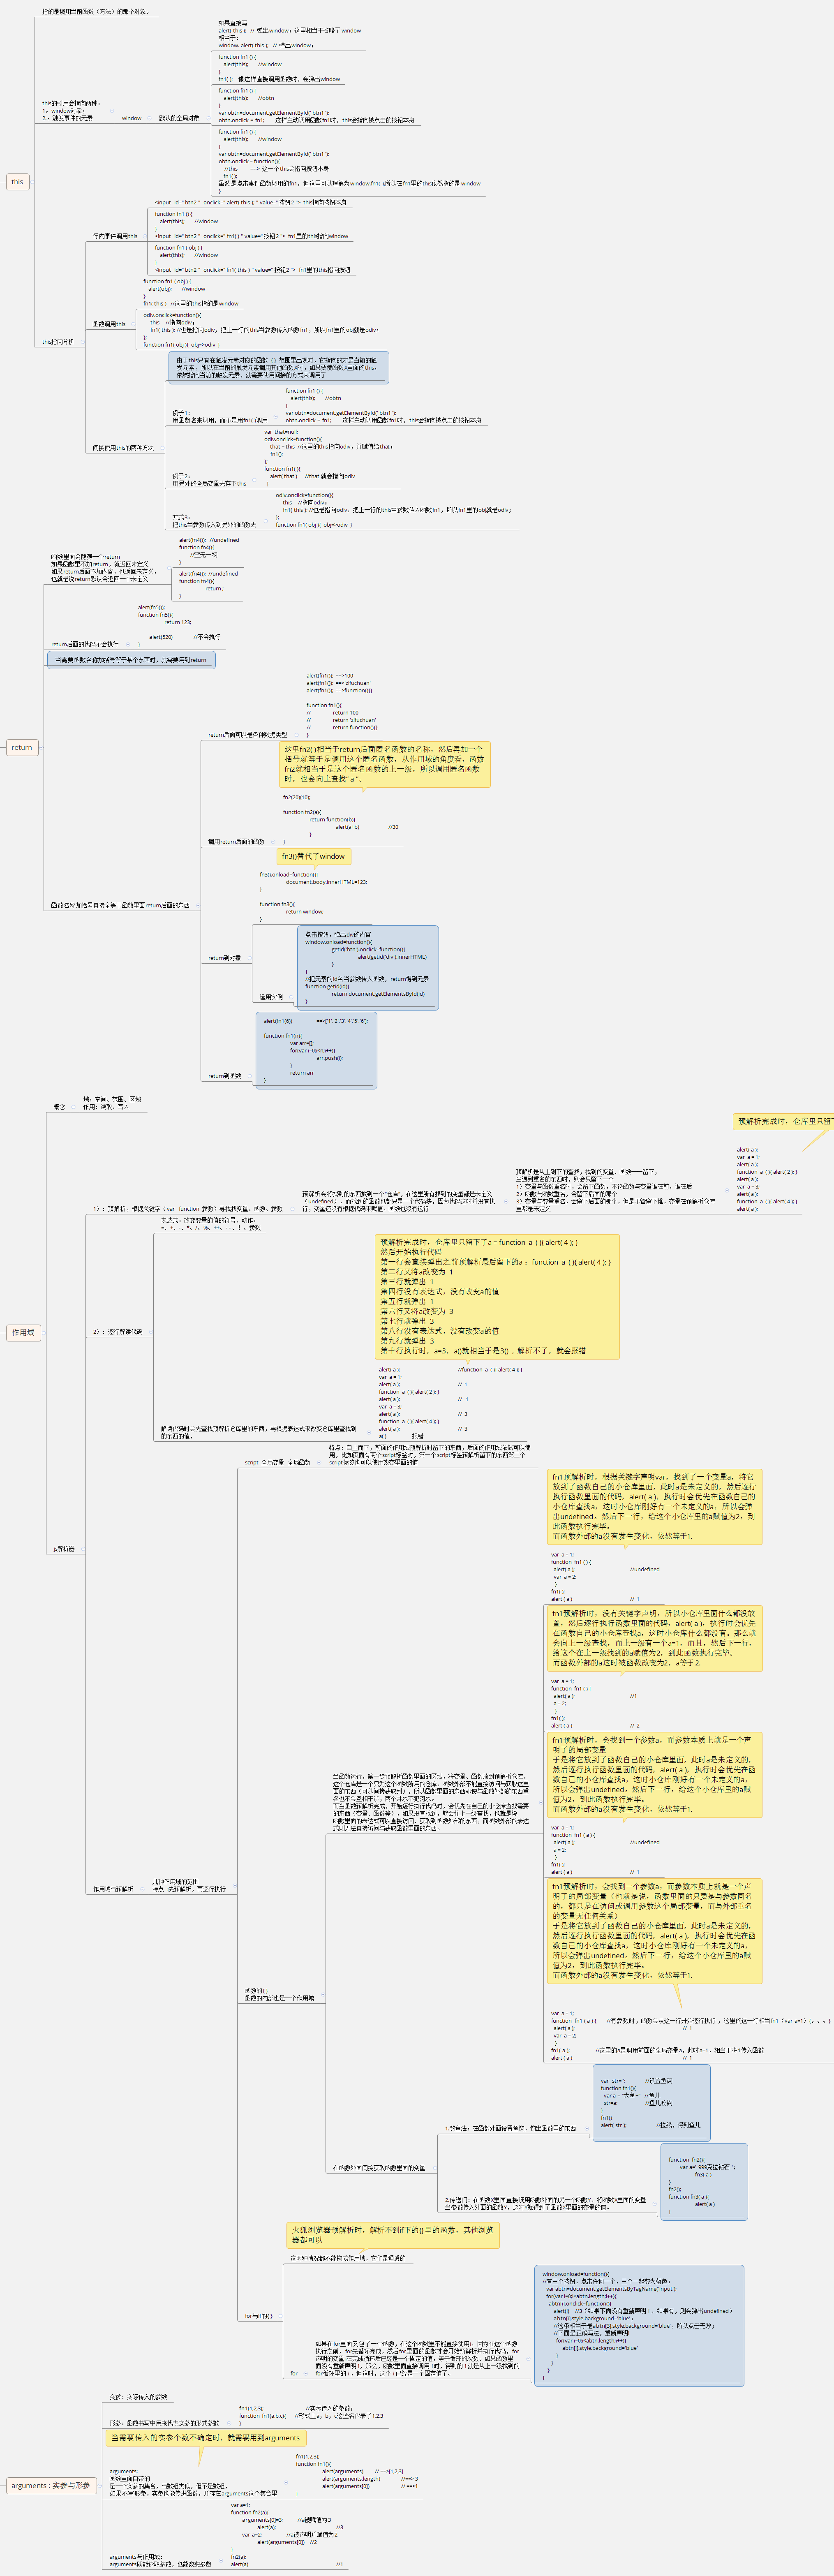 this
指的是调用当前函数（方法）的那个对象。
this的引用会指向两种：
1。window对象；
2.。触发事件的元素
window
默认的全局对象
如果直接写
alert( this );   //  弹出window；这里相当于省略了 window
相当于：
window. alert( this );   // 弹出window；
function fn1 () {
alert(this);      //window
}
fn1( );    像这样直接调用函数时，会弹出window
function fn1 () {
alert(this);      //obtn
}
var obtn=document.getElementById(" btn1 ");
obtn.onclick = fn1;       这样主动调用函数fn1时，this会指向被点击的按钮本身
function fn1 () {
alert(this);      //window
}
var obtn=document.getElementById(" btn1 ");
obtn.onclick = function(){
//this        ----> 这一个this会指向按钮本身
fn1( );
虽然是点击事件函数调用的fn1，但这里可以理解为window.fn1( ),所以在fn1里的this依然指的是 window
}
this指向分析
行内事件调用this
<input  id=" btn2 "  onclick=" alert( this ); " value=" 按钮2 ">  this指向按钮本身
function fn1 () {
alert(this);      //window
}
<input  id=" btn2 "  onclick=" fn1( ) " value=" 按钮2 ">  fn1里的this指向window
function fn1 ( obj ) {
alert(this);      //window
}
<input  id=" btn2 "  onclick=" fn1( this ) " value=" 按钮2 ">  fn1里的this指向按钮
函数调用this
function fn1 ( obj ) {
alert(obj);      //window
}
fn1( this )   //这里的this指的是 window
odiv.onclick=function(){
this    //指向odiv；
fn1( this ); //也是指向odiv，把上一行的this当参数传入函数fn1，所以fn1里的obj就是odiv；
};
function fn1( obj ){  obj=>odiv  }
间接使用this的两种方法
由于this只有在触发元素对应的函数｛｝范围里出现时，它指向的才是当前的触
发元素，所以在当前的触发元素调用其他函数X时，如果要使函数X里面的this，
依然指向当前的触发元素，就需要使用间接的方式来调用了
例子1：
用函数名来调用，而不是用fn1( )调用
function fn1 () {
alert(this);      //obtn
}
var obtn=document.getElementById(" btn1 ");
obtn.onclick = fn1;       这样主动调用函数fn1时，this会指向被点击的按钮本身
例子2：
用另外的全局变量先存下this
var  that=null;
odiv.onclick=function(){
that = this  //这里的this指向odiv，并赋值给that；
fn1();
};
function fn1( ){
alert( that )     //that 就会指向odiv
}
方式3：
把this当参数传入到另外的函数去
odiv.onclick=function(){
this    //指向odiv；
fn1( this ); //也是指向odiv，把上一行的this当参数传入函数fn1，所以fn1里的obj就是odiv；
};
function fn1( obj ){  obj=>odiv  }
return
函数里面会隐藏一个return
如果函数里不加return，就返回未定义
如果return后面不加内容，也返回未定义，
也就是说return默认会返回一个未定义
alert(fn4());  //undefined
function fn4(){
//空无一物
}
alert(fn4());  //undefined
function fn4(){
return ;
}
return后面的代码不会执行
alert(fn5());
function fn5(){
return 123;
alert(520)              //不会执行
}
当需要函数名称加括号等于某个东西时，就需要用到return
函数名称加括号直接全等于函数里面return后面的东西
return后面可以是各种数据类型
alert(fn1());  ==>100
alert(fn1());  ==>'zifuchuan'
alert(fn1());  ==>function(){}
function fn1(){
//              return 100
//              return 'zifuchuan'
//              return function(){}
}
调用return后面的函数
这里fn2( )相当于return后面匿名函数的名称，然后再加一个
括号就等于是调用这个匿名函数，从作用域的角度看，函数
fn2就相当于是这个匿名函数的上一级，所以调用匿名函数
时，也会向上查找“ a ”。
fn2(20)(10);
function fn2(a){
return function(b){
alert(a+b)                   //30
}
}
return到对象
fn3()替代了window
fn3().onload=function(){
document.body.innerHTML=123;
}
function fn3(){
return window;
}
运用实例
点击按钮，弹出div的内容
window.onload=function(){
getid('btn').onclick=function(){
alert(getid('div').innerHTML)
}
}
//把元素的id名当参数传入函数，return得到元素
function getid(id){
return document.getElementsById(id)
}
return到函数
alert(fn1(6))                ==>['1','2','3','4','5','6'];
function fn1(n){
var arr=[];
for(var i=0;i<n;i++){
arr.push(i);
}
return arr
}
作用域
概念
域：空间、范围、区域
作用：读取、写入
js解析器
1）：预解析，根据关键字（ var   function  参数）寻找找变量、函数、参数
预解析会将找到的东西放到一个“仓库”，在这里所有找到的变量都是未定义
（undefined），而找到的函数也都只是一个代码块，因为代码这时并没有执
行，变量还没有根据代码来赋值，函数也没有运行
预解析是从上到下的查找，找到的变量、函数一一留下，
当遇到重名的东西时，则会只留下一个
1）变量与函数重名时，会留下函数，不论函数与变量谁在前，谁在后
2）函数与函数重名，会留下后面的那个
3）变量与变量重名，会留下后面的那个，但是不管留下谁，变量在预解析仓库
里都是未定义
预解析完成时，仓库里只留下
alert( a );
var  a = 1;
alert( a );
function  a  ( ){ alert( 2 ); }
alert( a );
var  a = 3;
alert( a );
function  a  ( ){ alert( 4 ); }
alert( a );
2）：逐行解读代码
表达式：改变变量的值的符号、动作：
=、+、-、*、/、%、++、- -、！、参数
解读代码时会先查找预解析仓库里的东西，再根据表达式来改变仓库里查找到
的东西的值，
预解析完成时，仓库里只留下了a = function  a  ( ){ alert( 4 ); }
然后开始执行代码
第一行会直接弹出之前预解析最后留下的a ：function  a  ( ){ alert( 4 ); }
第二行又将a改变为  1
第三行就弹出  1
第四行没有表达式，没有改变a的值
第五行就弹出  1
第六行又将a改变为  3
第七行就弹出  3
第八行没有表达式，没有改变a的值
第九行就弹出  3
第十行执行时，a=3，a()就相当于是3() ，解析不了，就会报错
alert( a );                                      //function  a  ( ){ alert( 4 ); }
var  a = 1;
alert( a );                                      //  1
function  a  ( ){ alert( 2 ); }
alert( a );                                      //   1
var  a = 3;
alert( a );                                      //  3
function  a  ( ){ alert( 4 ); }
alert( a );                                      //  3
a( )                 报错
作用域与预解析
几种作用域的范围
特点 :先预解析，再逐行执行
script  全局变量  全局函数
特点：自上而下，前面的作用域预解析时留下的东西，后面的作用域依然可以使
用，比如页面有两个script标签时，第一个script标签预解析留下的东西第二个
script标签也可以使用改变里面的值
函数的 { }
函数的内部也是一个作用域
当函数运行，第一步预解析函数里面的区域，将变量、函数放到预解析仓库，
这个仓库是一个只为这个函数所用的仓库，函数外部不能直接访问与获取这里
面的东西（可以间接获取到），所以函数里面的东西即使与函数外部的东西重
名也不会互相干涉，两个井水不犯河水。
而当函数预解析完成，开始逐行执行代码时，会优先在自己的小仓库查找需要
的东西（变量、函数等），如果没有找到，就会往上一级查找，也就是说
函数里面的表达式可以直接访问、获取到函数外部的东西，而函数外部的表达
式则无法直接访问与获取函数里面的东西。
fn1预解析时，根据关键字声明var，找到了一个变量a，将它
放到了函数自己的小仓库里面，此时a是未定义的，然后逐行
执行函数里面的代码，alert( a )，执行时会优先在函数自己的
小仓库查找a，这时小仓库刚好有一个未定义的a，所以会弹
出undefined，然后下一行，给这个小仓库里的a赋值为2，到
此函数执行完毕。
而函数外部的a没有发生变化，依然等于1.
var  a = 1;
function  fn1 ( ) {
alert( a );                                    //undefined
var  a = 2;
}
fn1( );
alert ( a )                                      //  1
fn1预解析时，没有关键字声明，所以小仓库里面什么都没放
置，然后逐行执行函数里面的代码，alert( a )，执行时会优先
在函数自己的小仓库查找a，这时小仓库什么都没有，那么就
会向上一级查找，而上一级有一个a=1，而且，然后下一行，
给这个在上一级找到的a赋值为2，到此函数执行完毕。
而函数外部的a这时被函数改变为2，a等于2.
var  a = 1;
function  fn1 ( ) {
alert( a );                                    //1
a = 2;
}
fn1( );
alert ( a )                                      //  2
fn1预解析时，会找到一个参数a，而参数本质上就是一个声
明了的局部变量
于是将它放到了函数自己的小仓库里面，此时a是未定义的，
然后逐行执行函数里面的代码，alert( a )，执行时会优先在函
数自己的小仓库查找a，这时小仓库刚好有一个未定义的a，
所以会弹出undefined，然后下一行，给这个小仓库里的a赋
值为2，到此函数执行完毕。
而函数外部的a没有发生变化，依然等于1.
var  a = 1;
function  fn1 ( a ) {
alert( a );                                    //undefined
a = 2;
}
fn1( );
alert ( a )                                      //  1
fn1预解析时，会找到一个参数a，而参数本质上就是一个声
明了的局部变量（也就是说，函数里面的只要是与参数同名
的，都只是在访问或调用参数这个局部变量，而与外部重名
的变量无任何关系）
于是将它放到了函数自己的小仓库里面，此时a是未定义的，
然后逐行执行函数里面的代码，alert( a )，执行时会优先在函
数自己的小仓库查找a，这时小仓库刚好有一个未定义的a，
所以会弹出undefined，然后下一行，给这个小仓库里的a赋
值为2，到此函数执行完毕。
而函数外部的a没有发生变化，依然等于1.
var  a = 1;
function  fn1 ( a ) {       //有参数时，函数会从这一行开始逐行执行 ，这里的这一行相当 fn1（ var a=1）{。。。}
alert( a );                                    //  1
var  a = 2;
}
fn1( a );                 //这里的a是调用前面的全局变量a，此时a=1，相当于将1传入函数
alert ( a )                                      //  1
在函数外面间接获取函数里面的变量
1.钓鱼法：在函数外面设置鱼钩，钓出函数里的东西
var  str='';             //设置鱼钩
function fn1(){
var a = "大鱼~"   //鱼儿
str=a;                  //鱼儿咬钩
}
fn1()
alert( str );                    //拉线，得到鱼儿
2.传送门：在函数X里面直接调用函数外面的另一个函数Y，将函数X里面的变量
当参数传入外面的函数Y，这时Y就得到了函数X里面的变量的值。
function  fn2(){
var a=' 999克拉钻石 ';
fn3( a )
}
fn2();
function fn3( a ){
alert( a )
}
for与if的{ }
火狐浏览器预解析时，解析不到if下的{}里的函数，其他浏览
器都可以
这两种情况都不能构成作用域，它们是通透的
for
如果在for里面又包了一个函数，在这个函数里不能直接使用i，因为在这个函数
执行之前，for先循环完成，然后for里面的函数才会开始预解析并执行代码，for
声明的变量i在完成循环后已经是一个固定的值，等于循环的次数，如果函数里
面没有重新声明 i ，那么，函数里面直接调用 i 时，得到的 i 就是从上一级找到的
for循环里的 i ，但这时，这个 i 已经是一个固定值了。
window.onload=function(){
//有三个按钮，点击任何一个，三个一起变为蓝色；
var abtn=document.getElementsByTagName('input');
for(var i=0;i<abtn.length;i++){
abtn[i].onclick=function(){
alert(i)    //3（如果下面没有重新声明 i ，如果有，则会弹出undefined）
abtn[i].style.background='blue' ；
//这条相当于是abtn[3].style.background='blue'，所以点击无效；
//下面是正确写法，重新声明i
for(var i=0;i<abtn.length;i++){
abtn[i].style.background='blue'
}
}
}
}
arguments : 实参与形参
实参：实际传入的参数
形参：函数书写中用来代表实参的形式参数
fn1(1,2,3);                           //实际传入的参数；
function  fn1(a,b,c){      //形式上a，b，c这些名代表了1,2,3
}
当需要传入的实参个数不确定时，就需要用到arguments
arguments:
函数里面自带的
是一个实参的集合，与数组类似，但不是数组，
如果不写形参，实参也能传进函数，并存在arguments这个集合里
fn1(1,2,3);
function fn1(){
alert(arguments)       // ==>[1,2,3]
alert(arguments.length)             //==> 3
alert(arguments[0])                    //==>1
}
arguments与作用域：
arguments既能读取参数，也能改变参数
var a=1;
function fn2(a){
arguments[0]=3;         //a被赋值为3
alert(a);                                       //3
var  a=2;               //a被声明并赋值为2
alert(arguments[0])    //2
}
fn2(a);
alert(a)                                                         //1